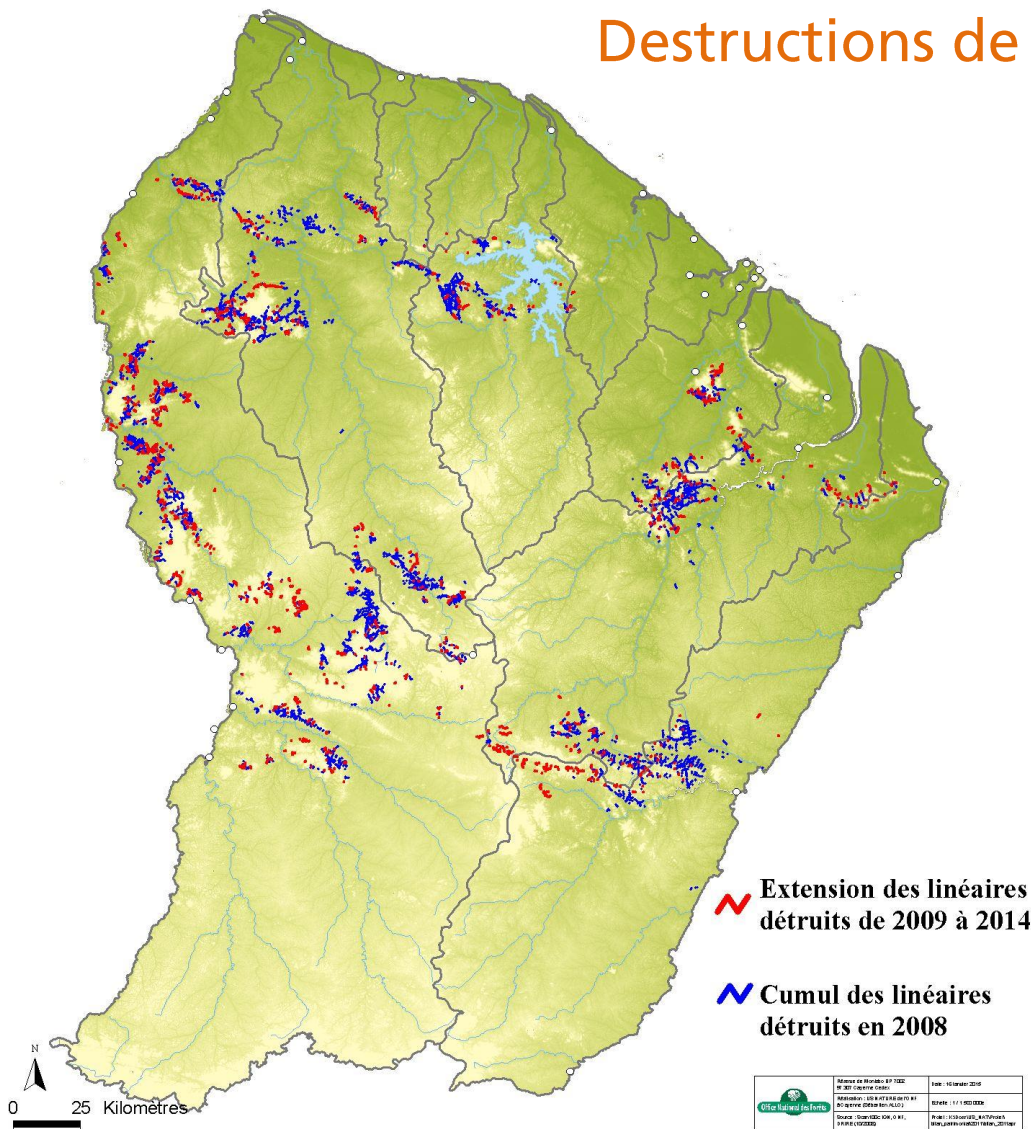 Destructions de
Extension des linéaires
détruits de 2009 à 2014
Cumul des linéaires
détruits en 2008
N
0 25 Kilomètres
Office National des Forêts